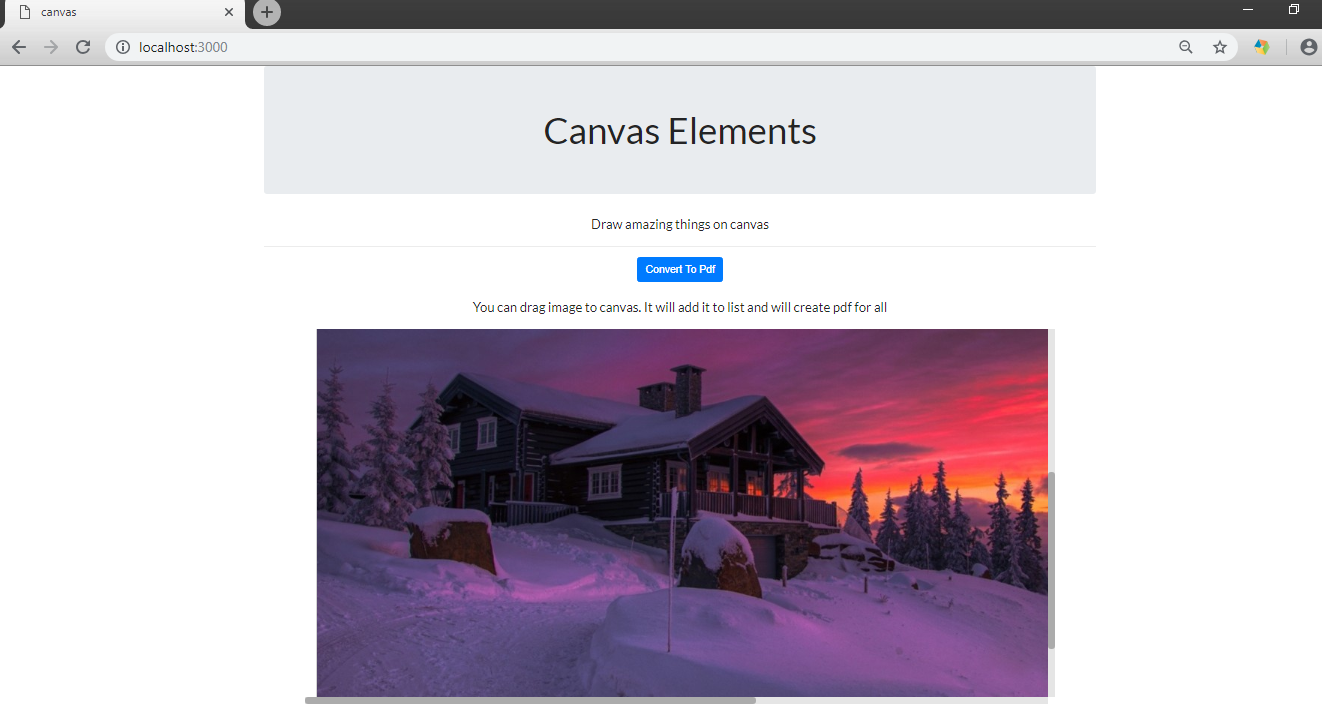 canvas
localhost:3000
Canvas Elements
Draw amazing things on canvas
Convert To Pdf
You can drag image to canvas. It will add it to list and will create pdf for all